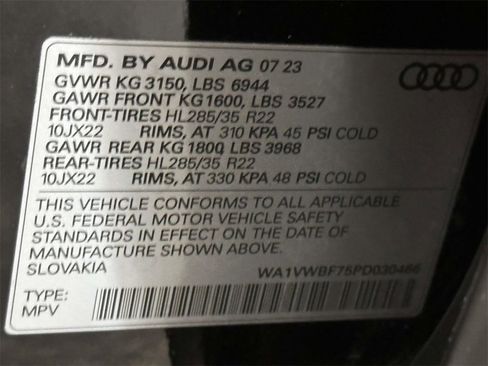 MFD. BY AUDI AG 07 23
GVWR KG 3150, LBS 6944
GAWR FRONT KG1600, LBS 3527
FRONT-TIRES HL285/35 R22
10JX22 RIMS, AT 310 KPA 45 PSI COLD
GAWR REAR KG 1800, LBS 3968
REAR-TIRES HL285/35 R22
10JX22 RIMS, AT 330 KPA 48 PSI COLD
THIS VEHICLE CONFORMS TO ALL APPLICABLE
U.S. FEDERAL MOTOR VEHICLE SAFETY
STANDARDS IN EFFECT ON THE DATE OF
MANUFACTURE SHOWN ABOVE.
SLOVAKIA WA1VWBF75PD030466
TYPE:
MPV